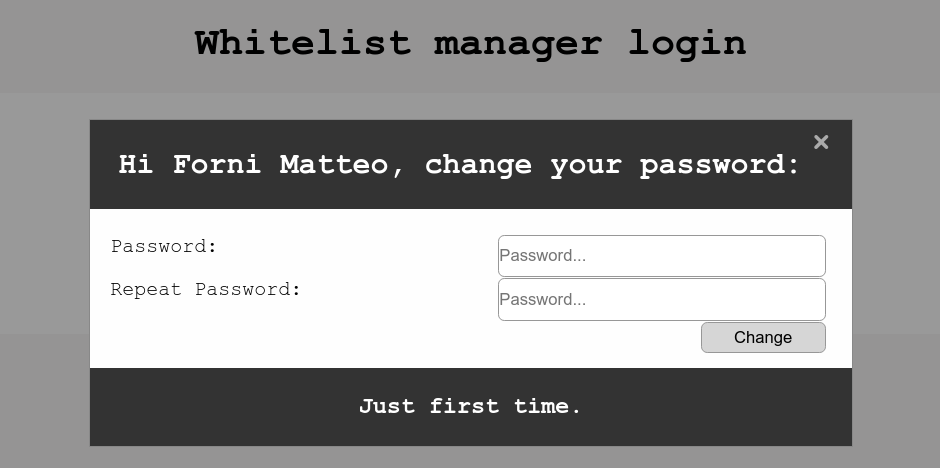 Whitelist manager login
×
Hi Forni Matteo, change your password:
Password:
Password...
Repeat Password:
Password...
Change
Just first time.